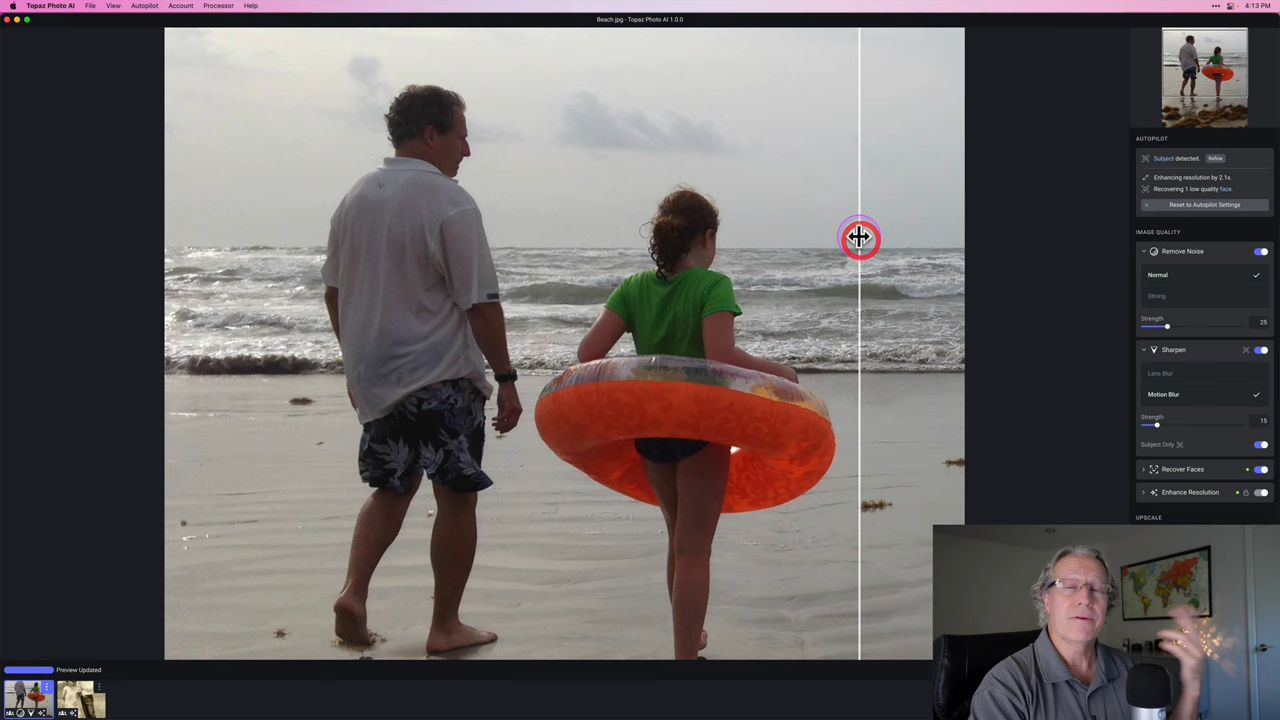 Topaz Photo AI File View Autopilot Account Processor Help 4:13 PM
Beach.jpg - Topaz Photo AI 1.0.0
AUTOPILOT
Subject detected. Refine
Enhancing resolution by 2.1x.
Recovering 1 low quality face.
Reset to Autopilot Settings
IMAGE QUALITY
Remove Noise
Normal
Strong
Strength 25
Sharpen
Lens Blur
Motion Blur
Strength 15
Subject Only
Recover Faces
Enhance Resolution
UPSCALE
Preview Updated